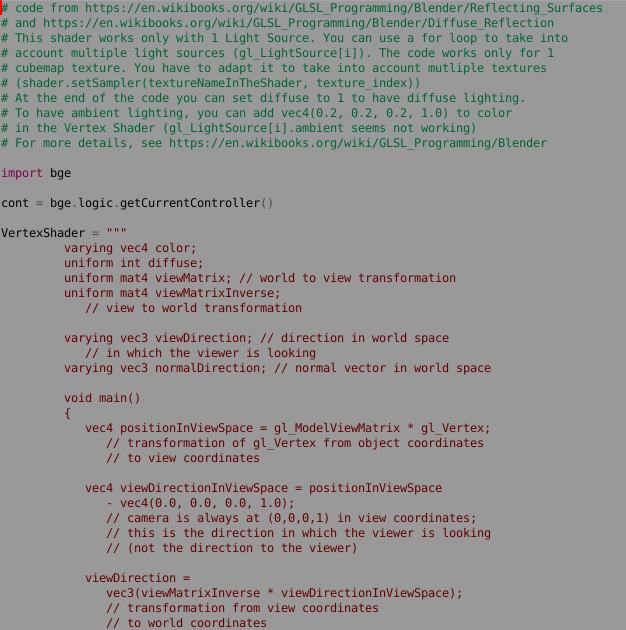 # code from https://en.wikibooks.org/wiki/GLSL_Programming/Blender/Reflecting_Surfaces
# and https://en.wikibooks.org/wiki/GLSL_Programming/Blender/Diffuse_Reflection
# This shader works only with 1 Light Source. You can use a for loop to take into
# account multiple light sources (gl_LightSource[i]). The code works only for 1
# cubemap texture. You have to adapt it to take into account mutliple textures
# (shader.setSampler(textureNameInTheShader, texture_index))
# At the end of the code you can set diffuse to 1 to have diffuse lighting.
# To have ambient lighting, you can add vec4(0.2, 0.2, 0.2, 1.0) to color
# in the Vertex Shader (gl_LightSource[i].ambient seems not working)
# For more details, see https://en.wikibooks.org/wiki/GLSL_Programming/Blender

import bge

cont = bge.logic.getCurrentController()

VertexShader = """
         varying vec4 color;
         uniform int diffuse;
         uniform mat4 viewMatrix; // world to view transformation
         uniform mat4 viewMatrixInverse;
            // view to world transformation

         varying vec3 viewDirection; // direction in world space
            // in which the viewer is looking
         varying vec3 normalDirection; // normal vector in world space

         void main()
         {
            vec4 positionInViewSpace = gl_ModelViewMatrix * gl_Vertex;
               // transformation of gl_Vertex from object coordinates
               // to view coordinates

            vec4 viewDirectionInViewSpace = positionInViewSpace
               - vec4(0.0, 0.0, 0.0, 1.0);
               // camera is always at (0,0,0,1) in view coordinates;
               // this is the direction in which the viewer is looking
               // (not the direction to the viewer)

            viewDirection =
               vec3(viewMatrixInverse * viewDirectionInViewSpace);
               // transformation from view coordinates
               // to world coordinates